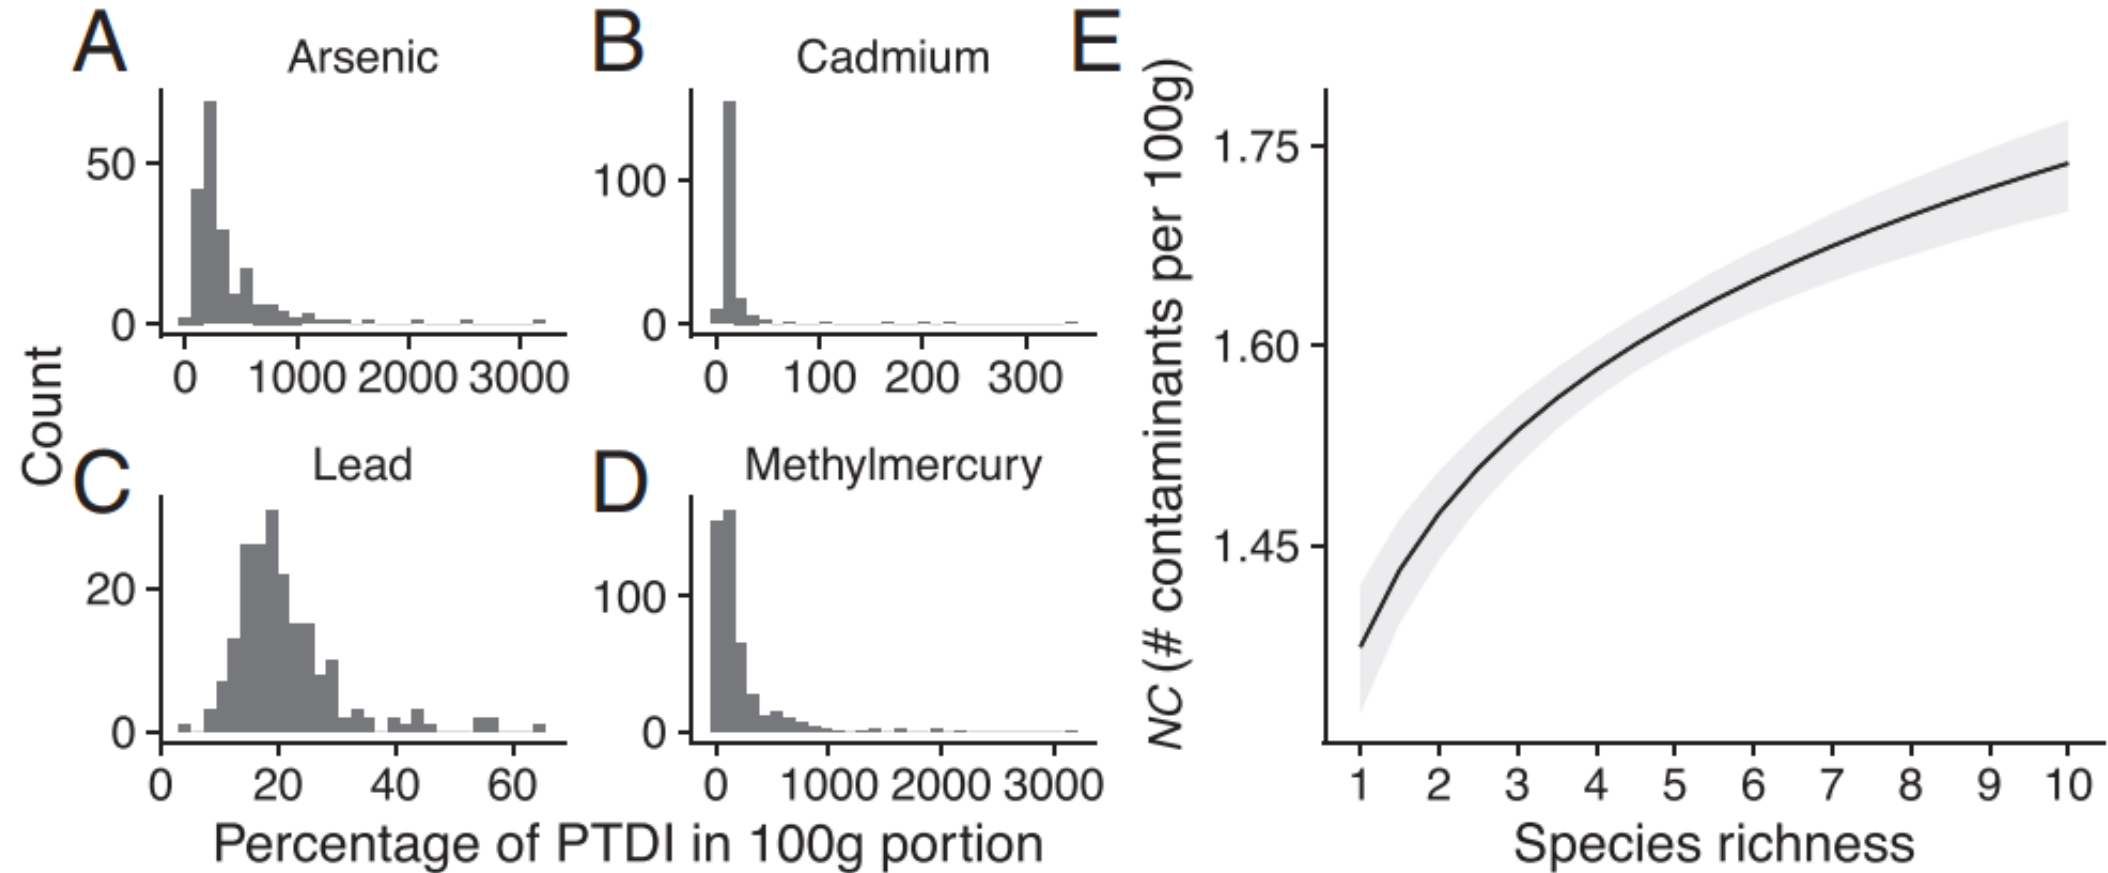 A
Arsenic
50
0
0 1000 2000 3000
B
Cadmium
100
0
0 100 200 300
Count
C
Lead
20
0
0 20 40 60
D
Methylmercury
100
0
0 1000 2000 3000
Percentage of PTDI in 100g portion
E
NC (# contaminants per 100g)
1.75
1.60
1.45
1 2 3 4 5 6 7 8 9 10
Species richness